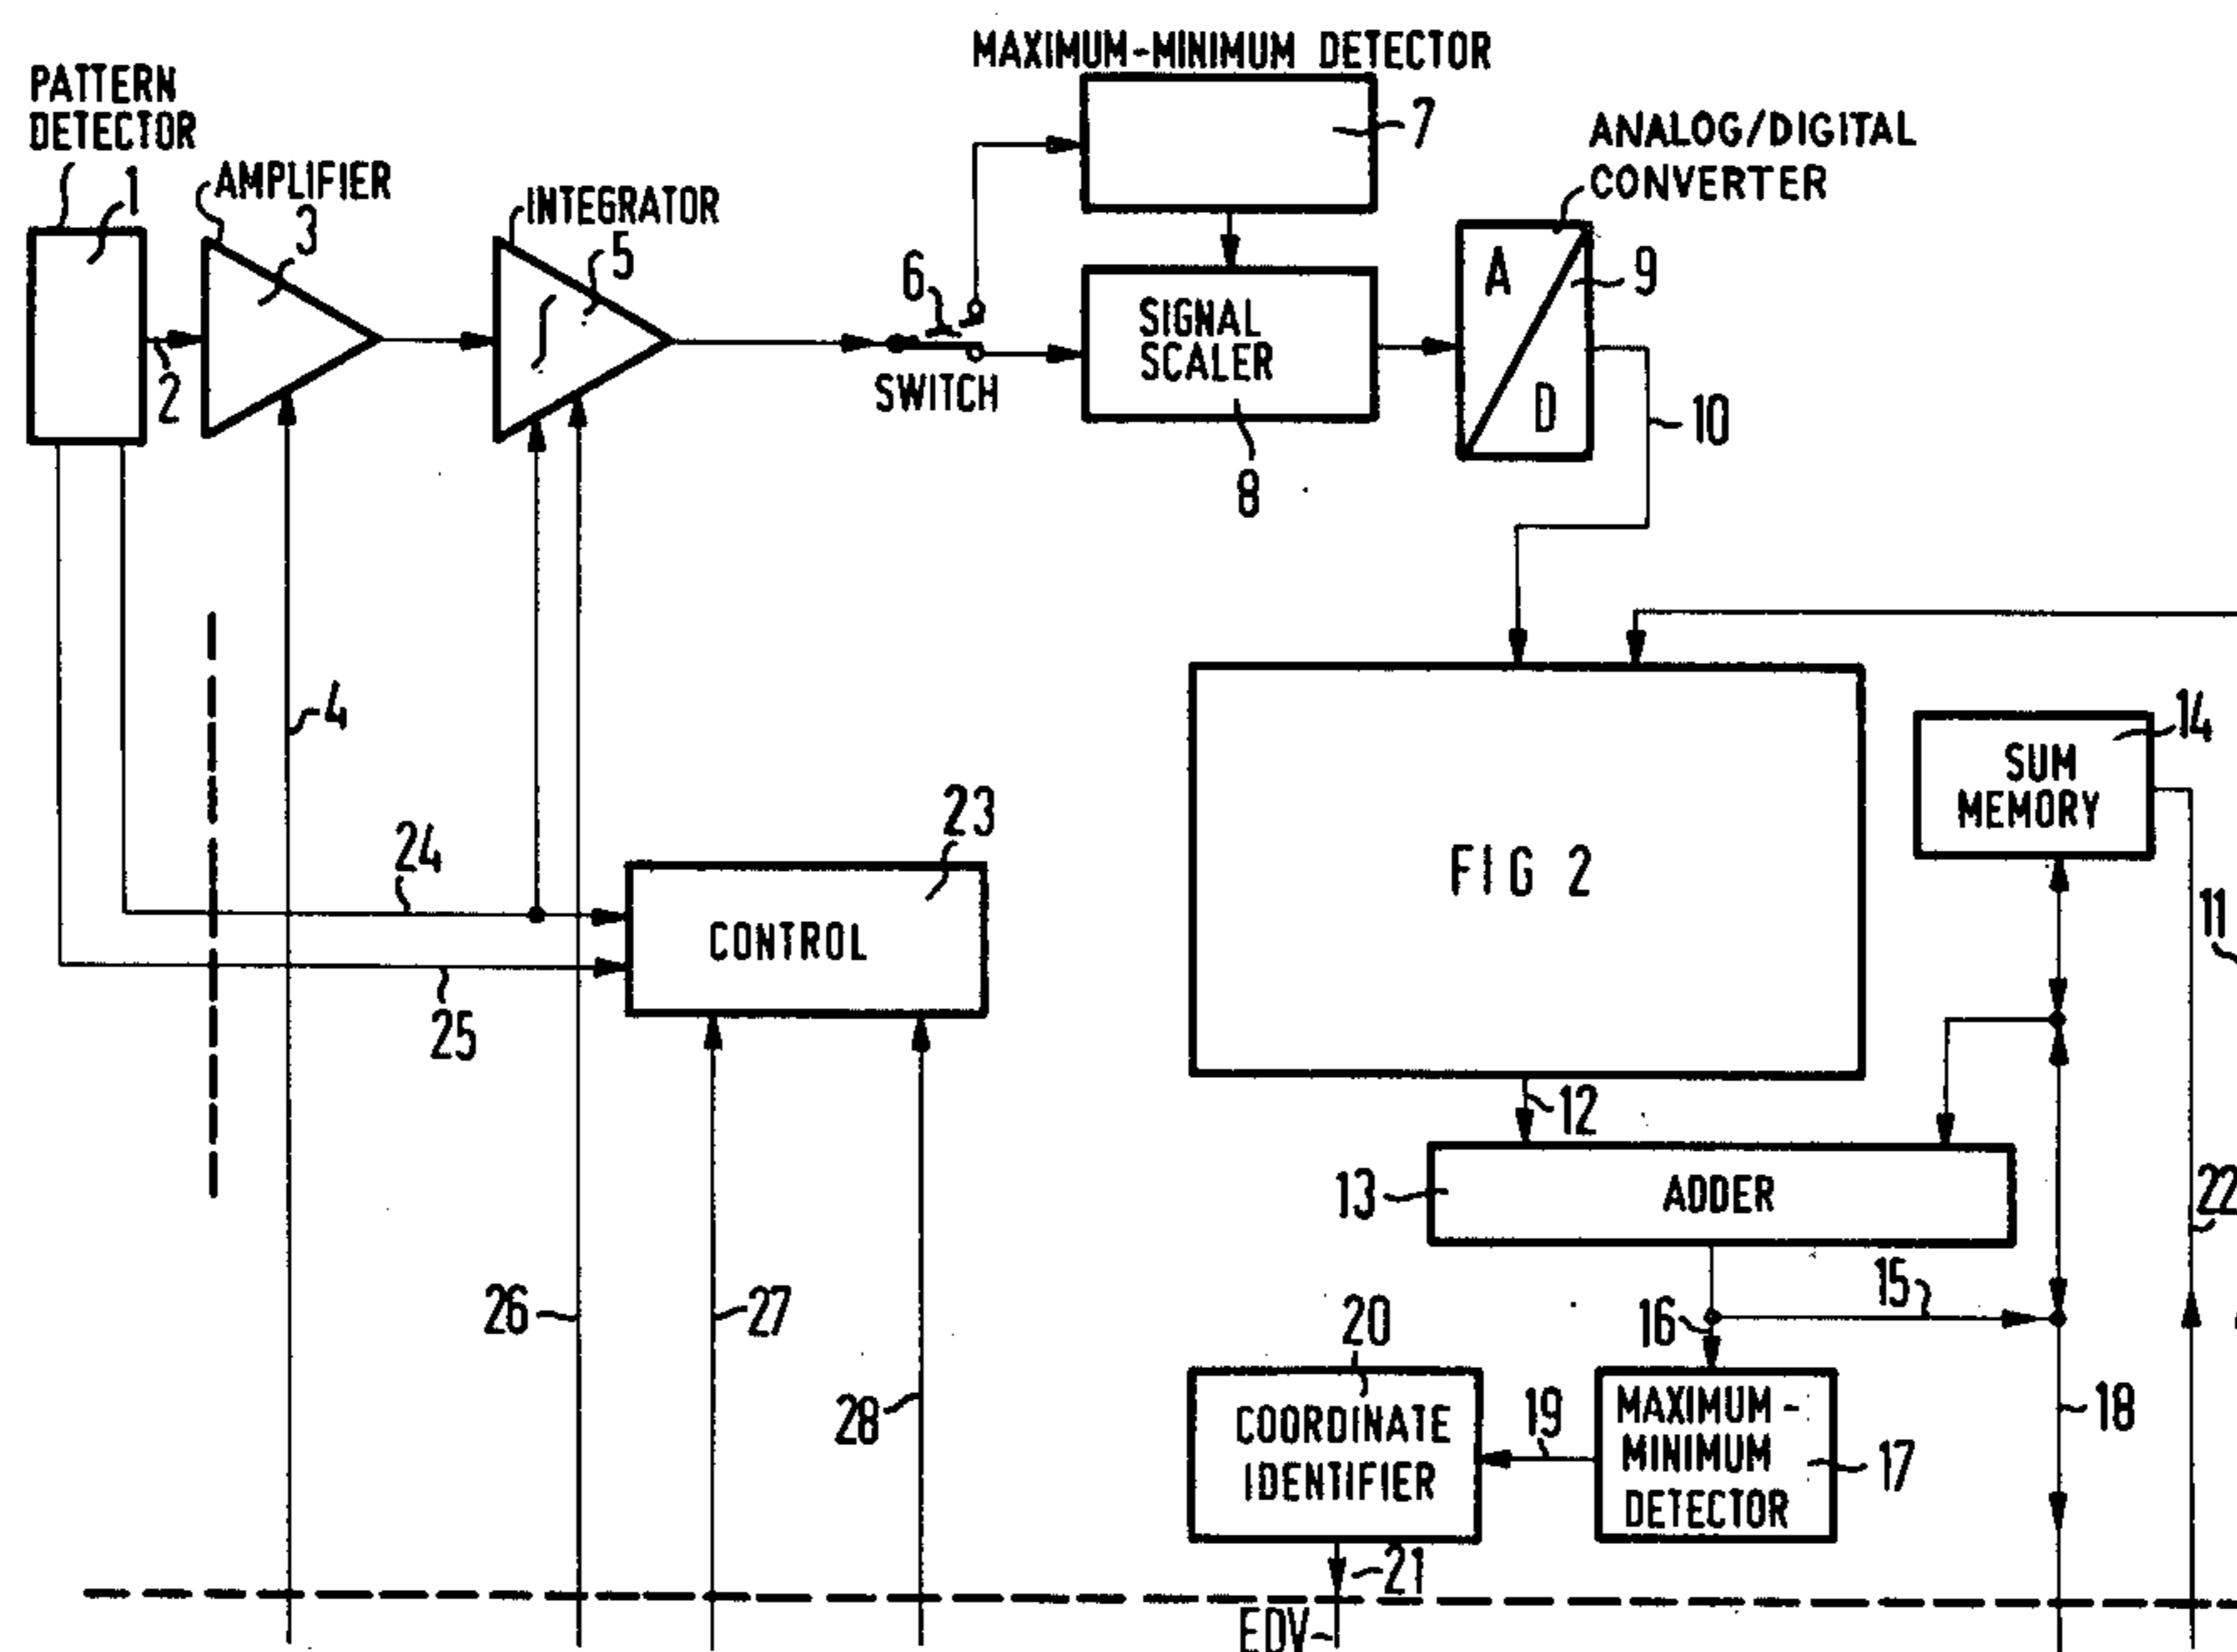 MAXIMUM-MINIMUM DETECTOR
PATTERN
DETECTOR
1
AMPLIFIER
3
INTEGRATOR
5
7
ANALOG/DIGITAL
CONVERTER
6
SWITCH
SIGNAL
SCALER
8
A
D
9
10
2
4
FIG 2
14
SUM
MEMORY
11
23
24
CONTROL
25
12
13
ADDER
22
15
16
26
27
28
20
COORDINATE
IDENTIFIER
19
MAXIMUM-
MINIMUM
DETECTOR
17
18
21
EDV